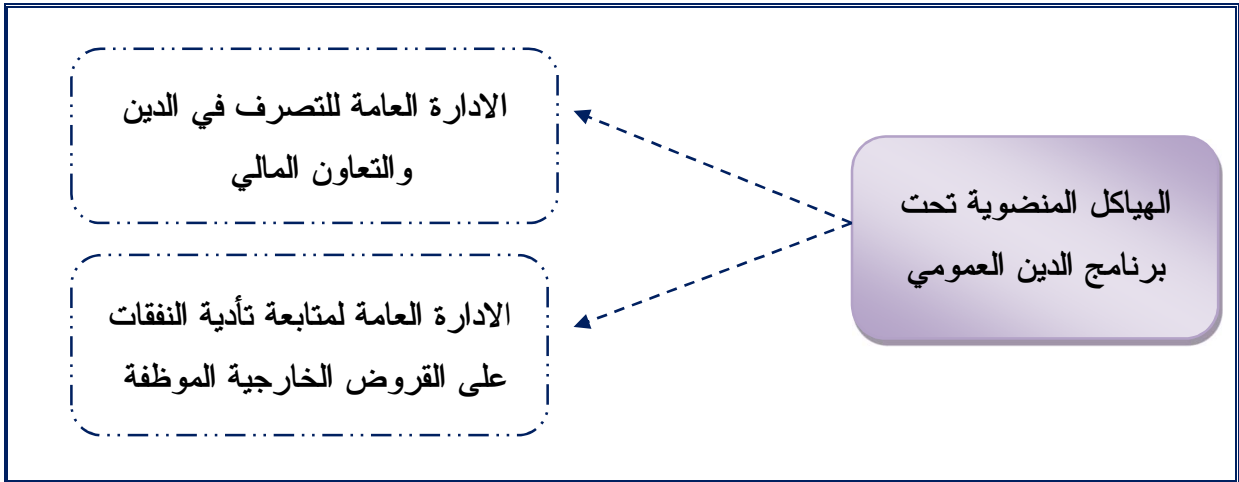 الهياكل المنضوية تحت
برنامج الدين العمومي
الادارة العامة للتصرف في الدين
والتعاون المالي
الادارة العامة لمتابعة تأدية النفقات
على القروض الخارجية الموظفة